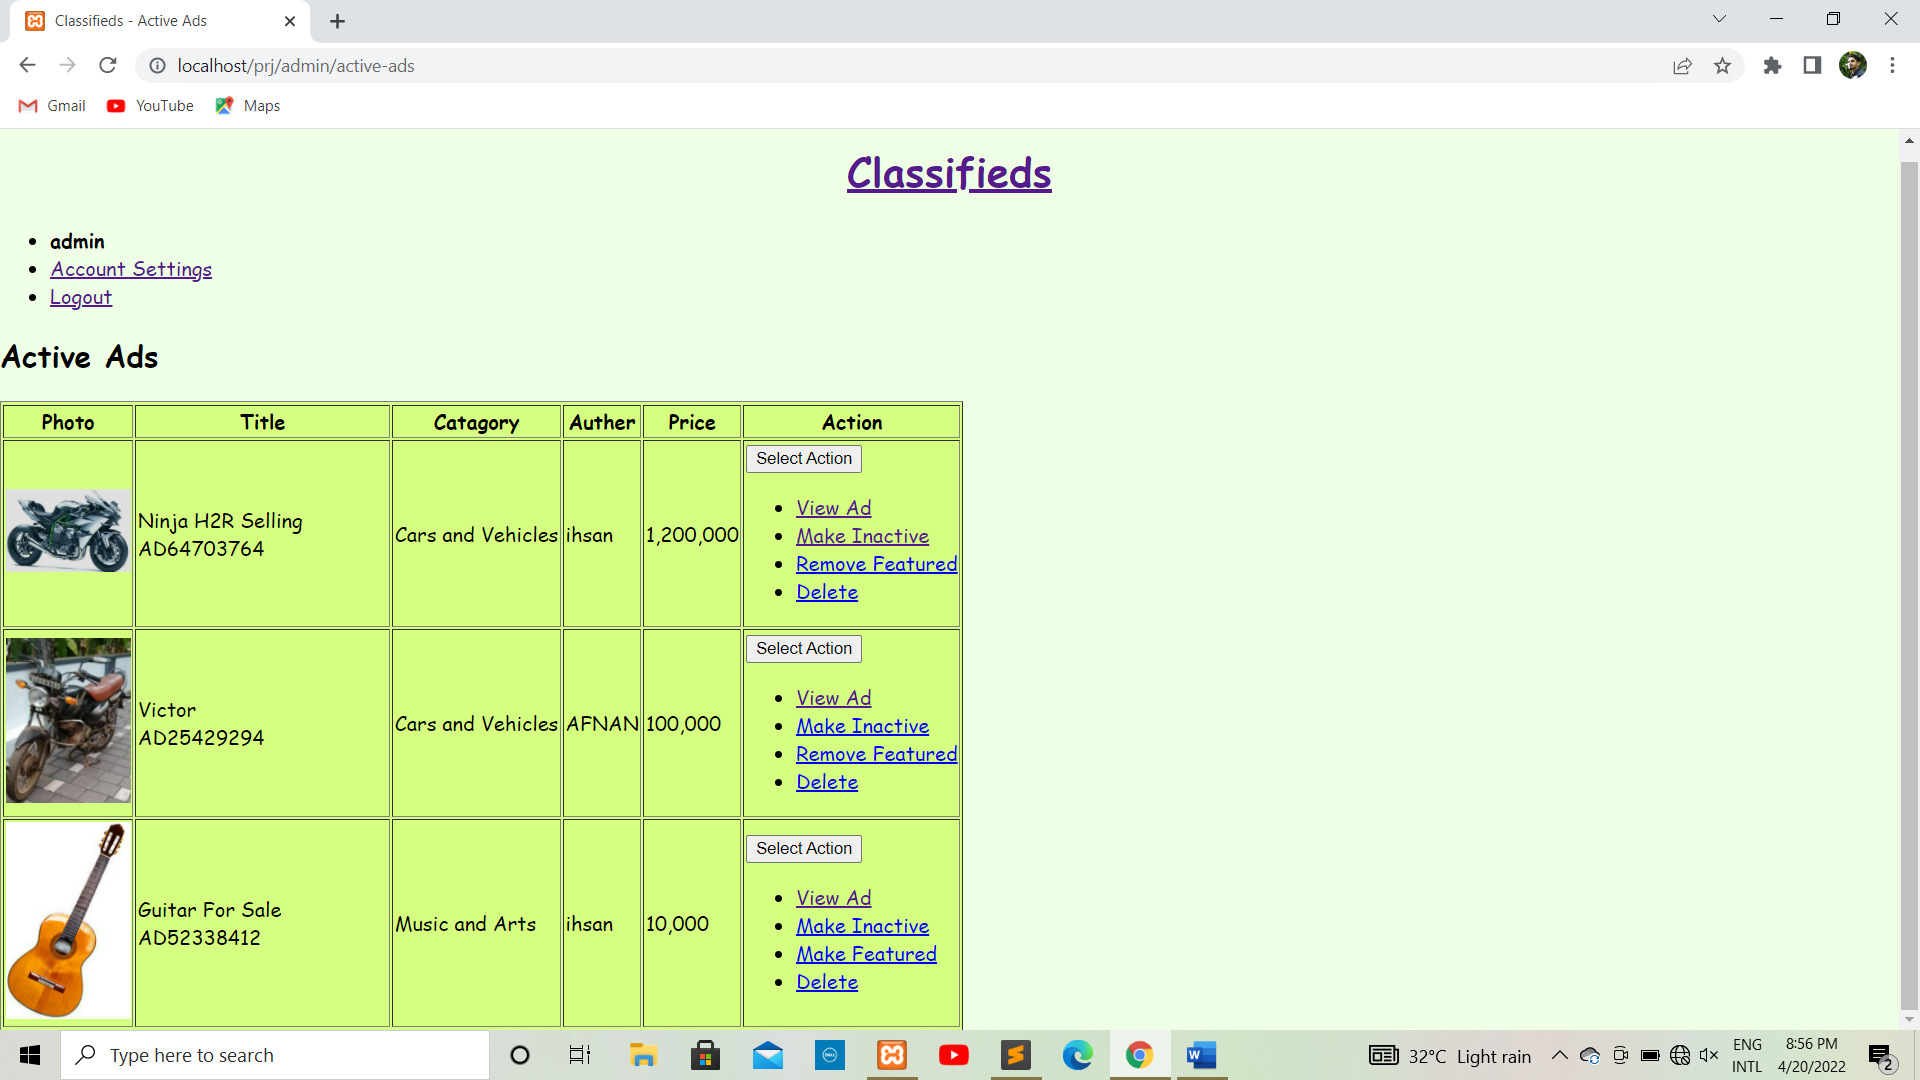 Classifieds - Active Ads
localhost/prj/admin/active-ads
Gmail YouTube Maps
Classifieds
admin
Account Settings
Logout
Active Ads
Photo Title Catagory Auther Price Action
Ninja H2R Selling
AD64703764
Cars and Vehicles
ihsan
1,200,000
Select Action
View Ad
Make Inactive
Remove Featured
Delete
Victor
AD25429294
Cars and Vehicles
AFNAN
100,000
Select Action
View Ad
Make Inactive
Remove Featured
Delete
Guitar For Sale
AD52338412
Music and Arts
ihsan
10,000
Select Action
View Ad
Make Inactive
Make Featured
Delete
Type here to search
DELL
32°C Light rain
ENG
INTL
8:56 PM
4/20/2022
2